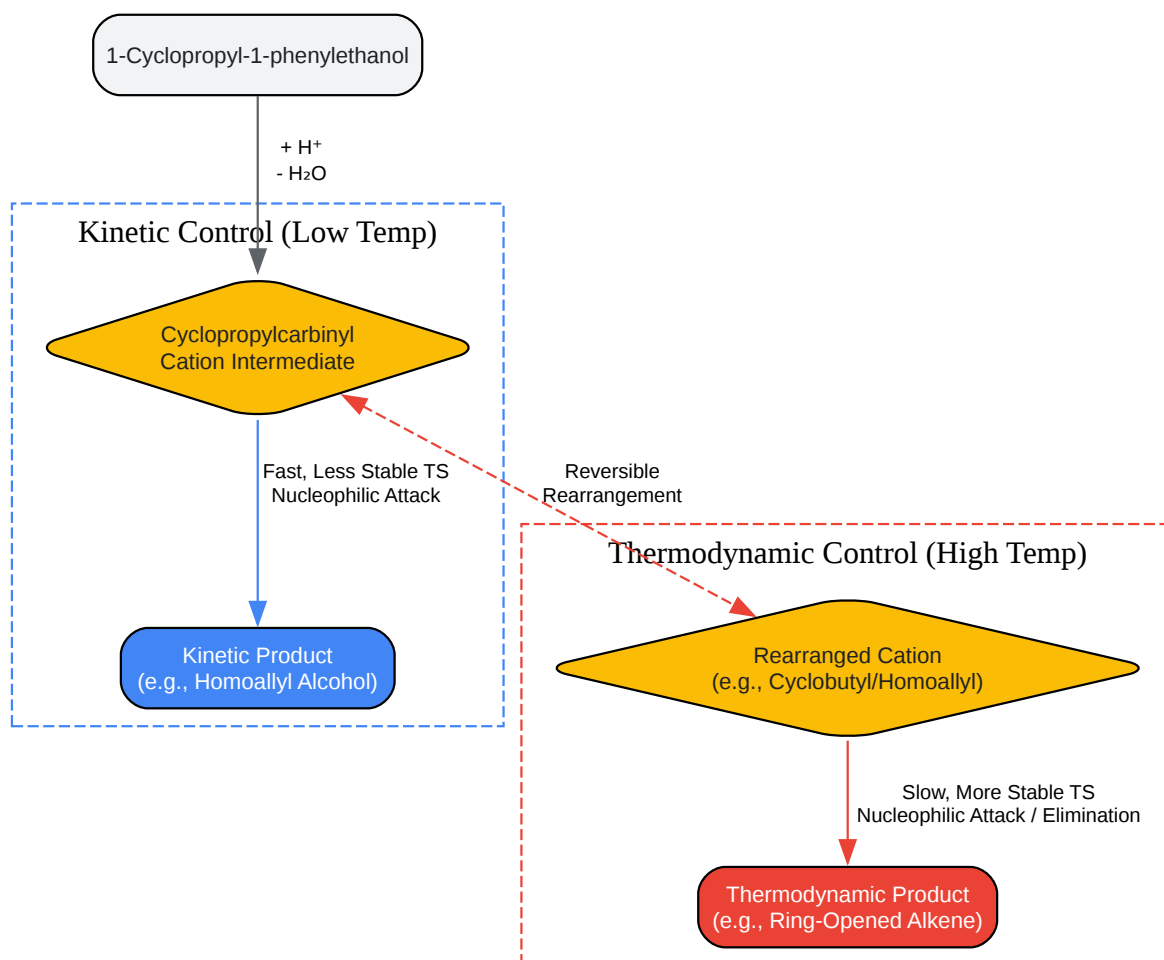 1-Cyclopropyl-1-phenylethanol
+ H⁺
- H₂O
Kinetic Control (Low Temp)
Cyclopropylcarbinyl
Cation Intermediate
Fast, Less Stable TS
Nucleophilic Attack
Reversible
Rearrangement
Kinetic Product
(e.g., Homoallyl Alcohol)
Thermodynamic Control (High Temp)
Rearranged Cation
(e.g., Cyclobutyl/Homoallyl)
Slow, More Stable TS
Nucleophilic Attack / Elimination
Thermodynamic Product
(e.g., Ring-Opened Alkene)